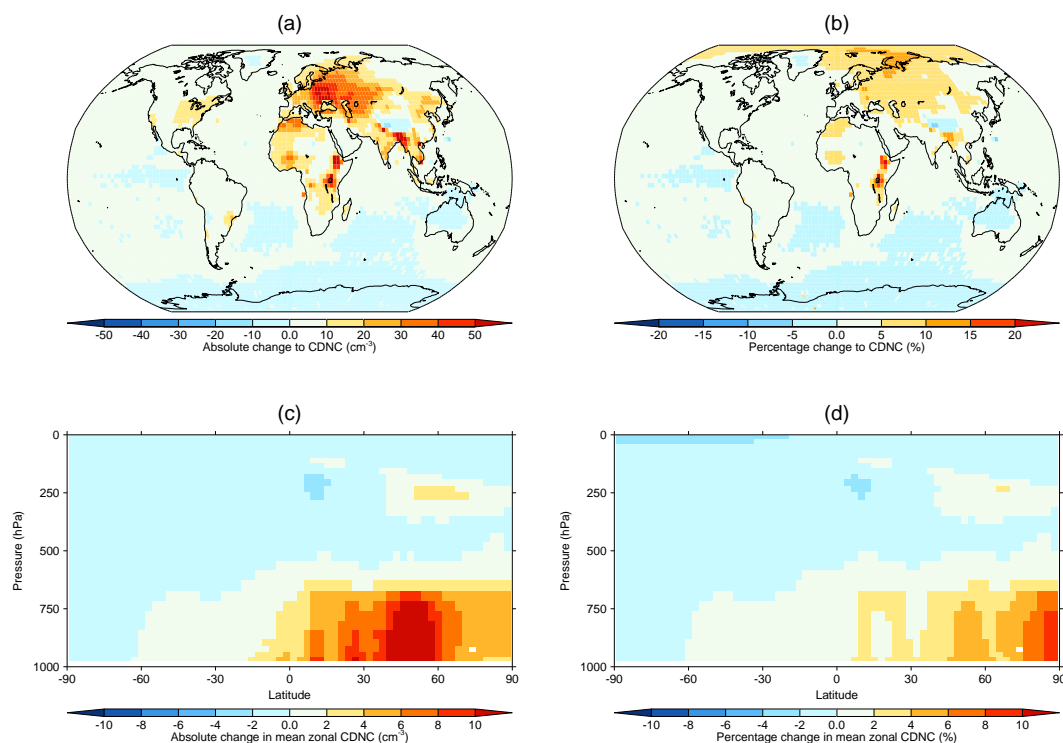 (a)
(b)
-50 -40 -30 -20 -10 0.0 10 20 30 40 50
Absolute change to CDNC (cm-3)
-20 -10 -5 0.0 5 10 15 20
Percentage change to CDNC (%)
(c)
(d)
0
250
500
750
1000
Pressure (hPa)
-90 -60 -30 0 30 60 90
Latitude
0
250
500
750
1000
Pressure (hPa)
-90 -60 -30 0 30 60 90
Latitude
-10 -8 -6 -4 -2 0.0 2 4 6 8 10
Absolute change in mean zonal CDNC (cm-3)
-10 -8 -6 -4 -2 0.0 2 4 6 8 10
Percentage change in mean zonal CDNC (%)